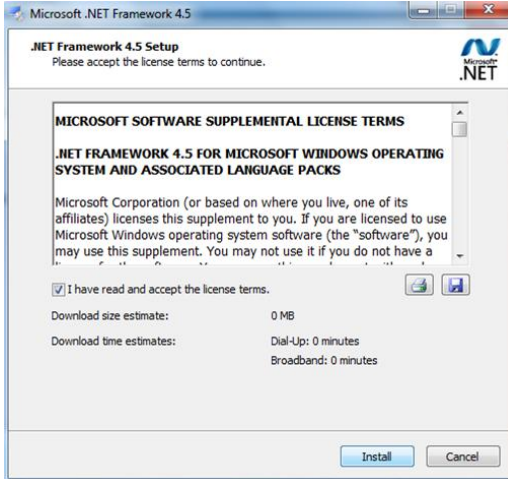 Microsoft .NET Framework 4.5
.NET Framework 4.5 Setup
Please accept the license terms to continue.
Microsoft
.NET
MICROSOFT SOFTWARE SUPPLEMENTAL LICENSE TERMS
.NET FRAMEWORK 4.5 FOR MICROSOFT WINDOWS OPERATING
SYSTEM AND ASSOCIATED LANGUAGE PACKS
Microsoft Corporation (or based on where you live, one of its
affiliates) licenses this supplement to you. If you are licensed to use
Microsoft Windows operating system software (the “software”), you
may use this supplement. You may not use it if you do not have a
I have read and accept the license terms.
Download size estimate: 0 MB
Download time estimates: Dial-Up: 0 minutes
Broadband: 0 minutes
Install Cancel